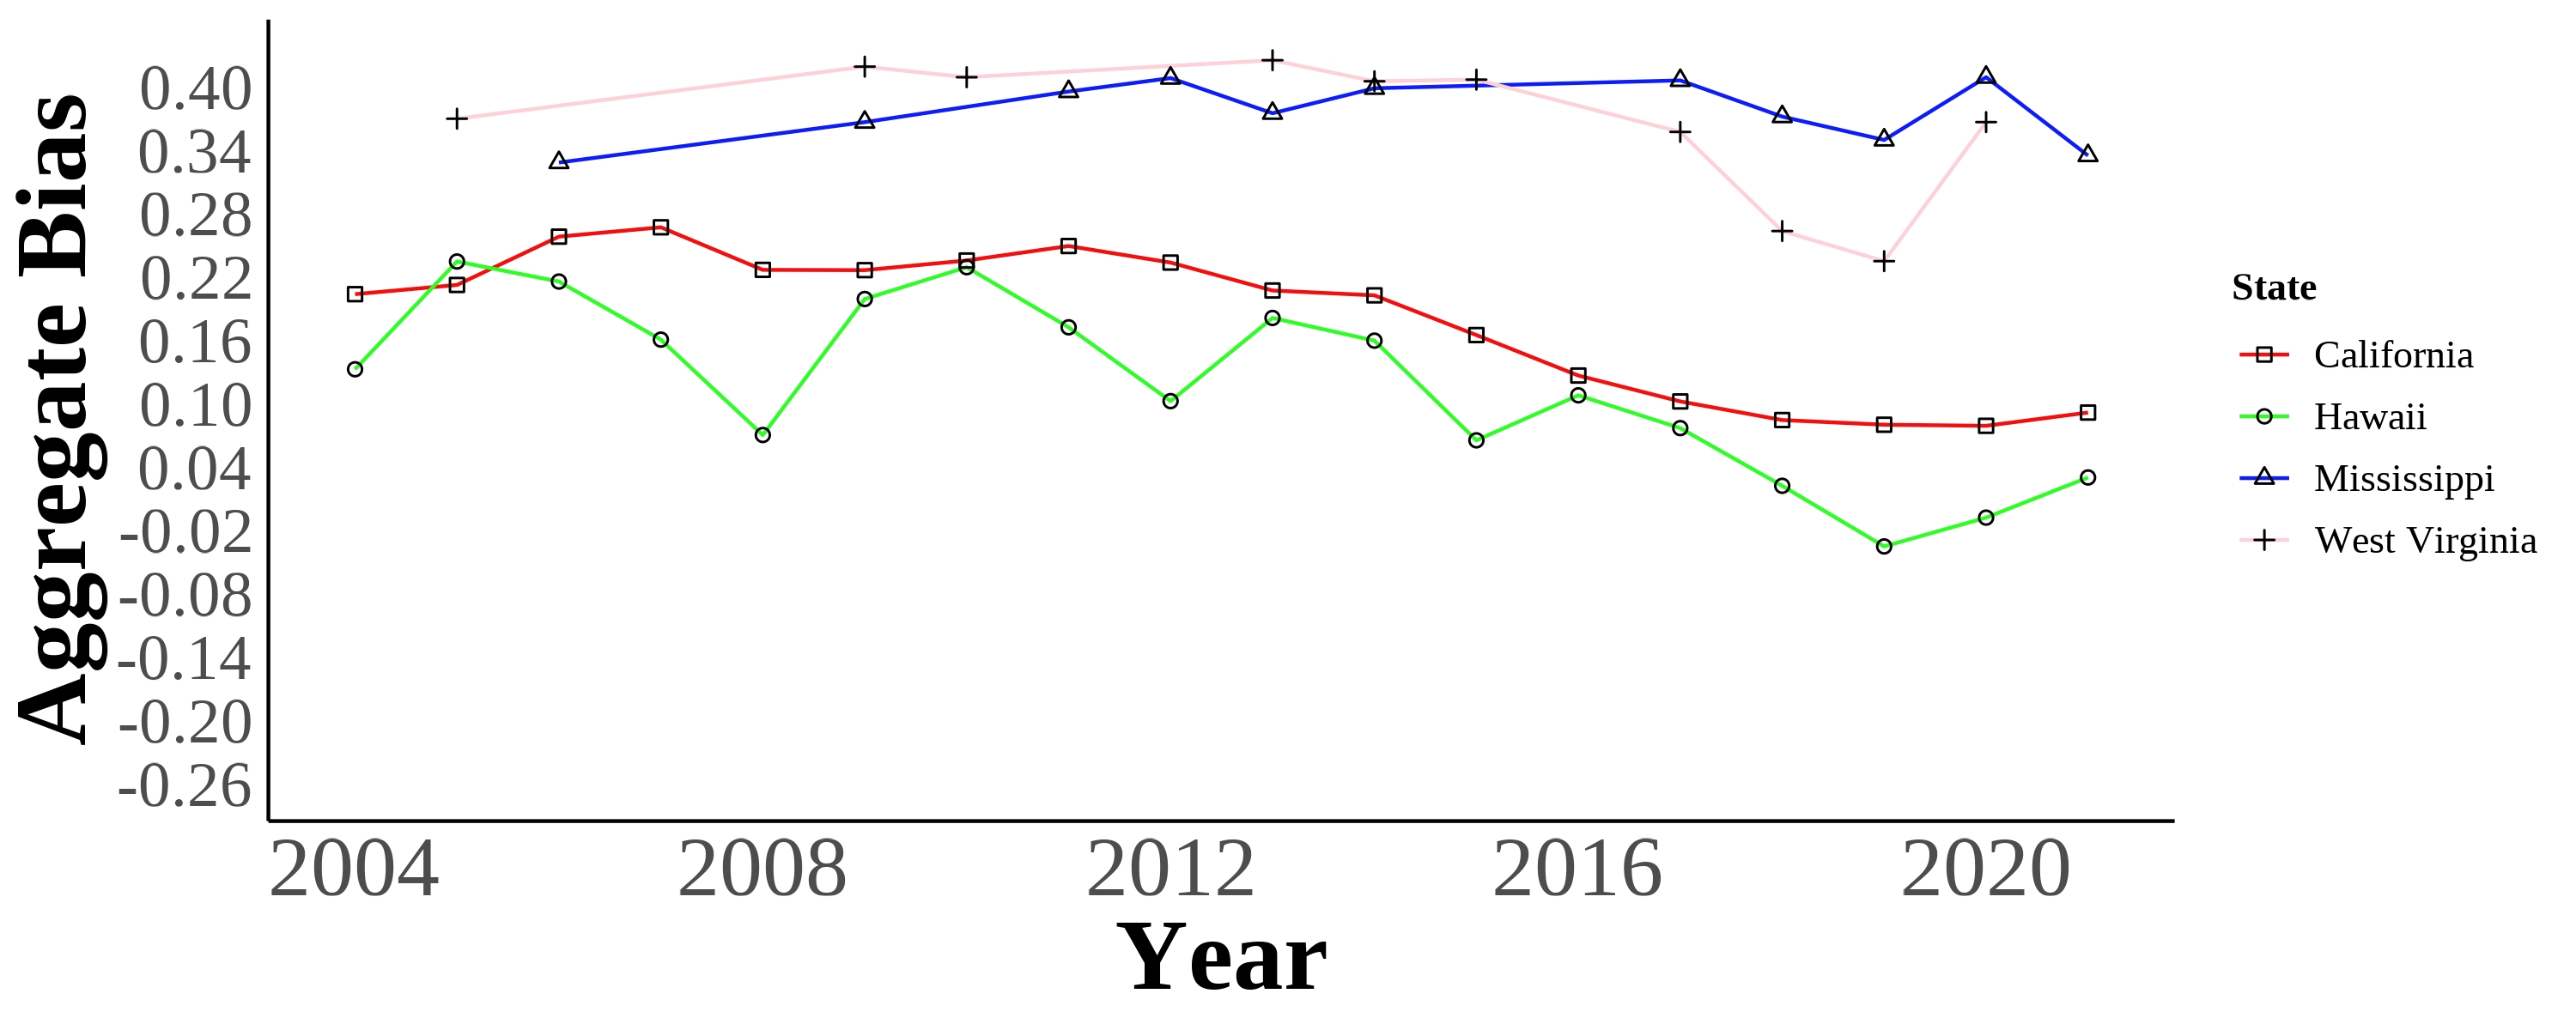 Aggregate Bias
0.40
0.34
0.28
0.22
0.16
0.10
0.04
-0.02
-0.08
-0.14
-0.20
-0.26
2004 2008 2012 2016 2020
Year
State
California
Hawaii
Mississippi
West Virginia